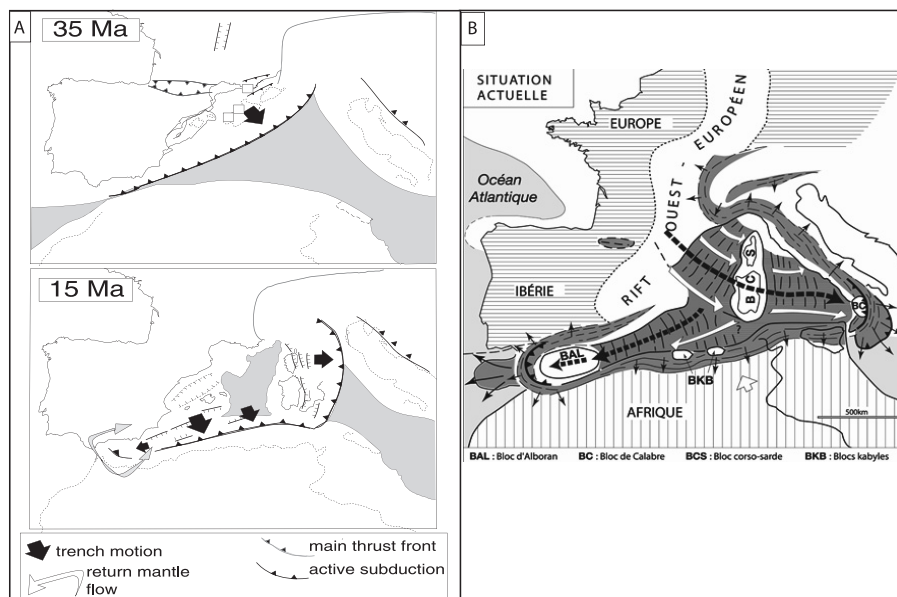 A
35 Ma
15 Ma
trench motion
return mantle
flow
main thrust front
active subduction
B
SITUATION
ACTUELLE
EUROPE
OUEST - EUROPÉEN
Océan
Atlantique
IBÉRIE
RIFT
B C S
BC
?
BAL
BKB
AFRIQUE
500km
BAL : Bloc d'Alboran BC : Bloc de Calabre BCS : Bloc corso-sarde BKB : Blocs kabyles